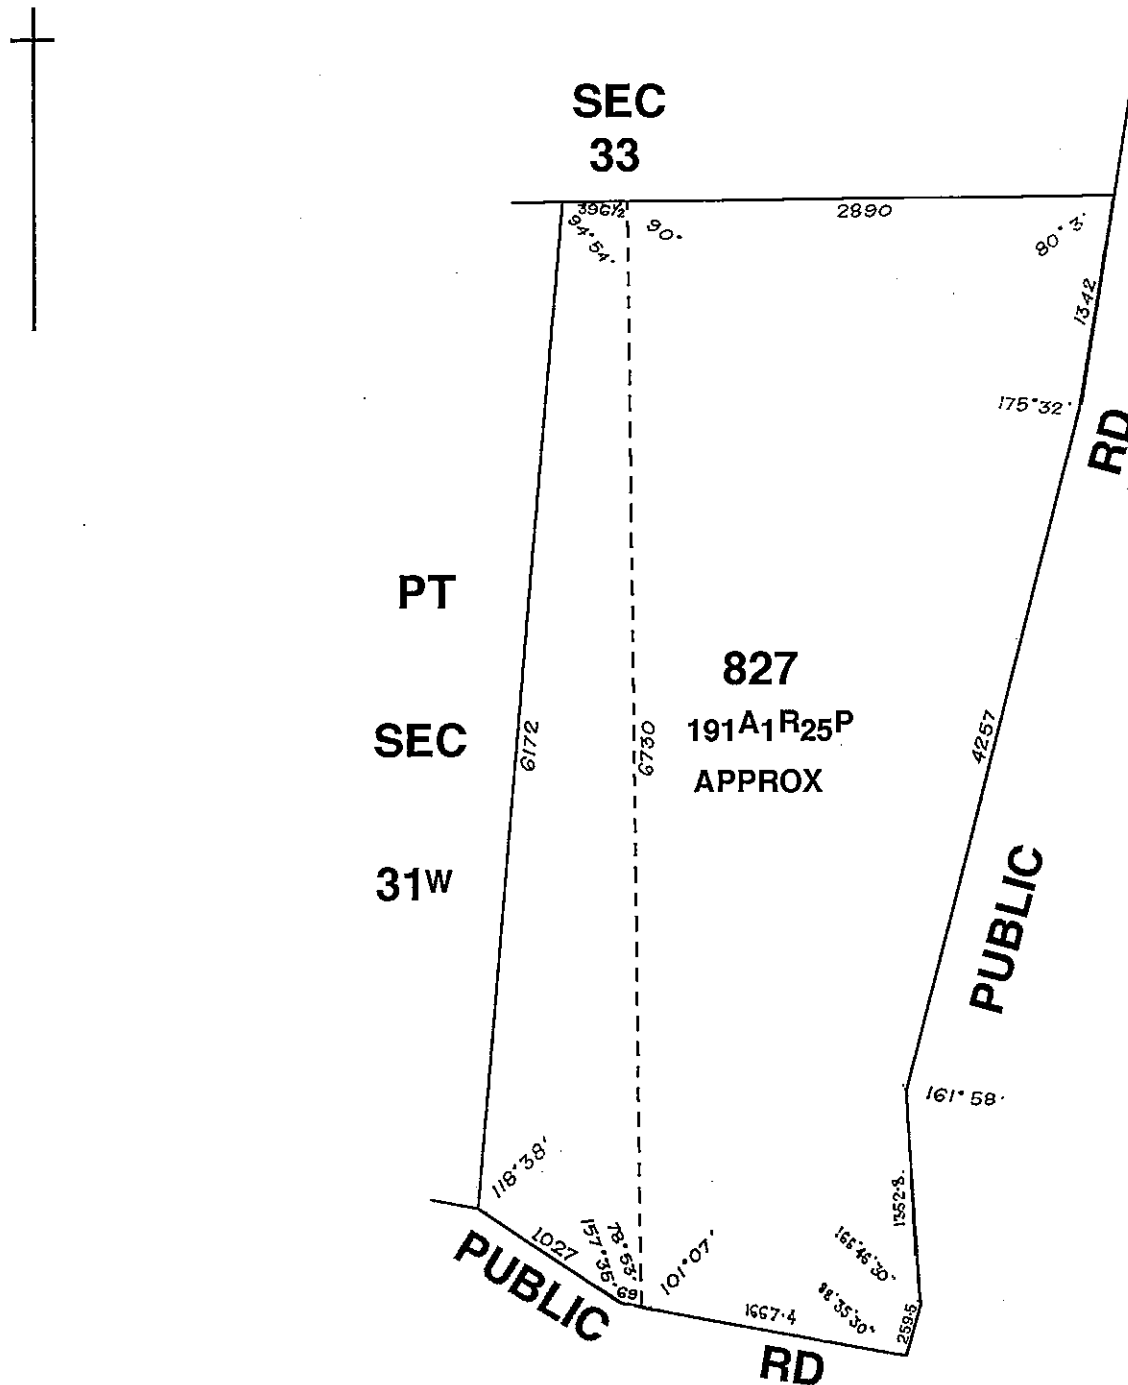 SEC
33
396½
2890
94°54'
90°
80°3'
1342
175°32'
RD
PT
SEC
31W
6172
6730
827
191A1R25P
APPROX
4257
PUBLIC
161°58'
118°38'
1352·8
1027
157°35'
78°53'
69
101°07'
166°46'30"
88°35'30"
259·5
1667·4
PUBLIC
RD